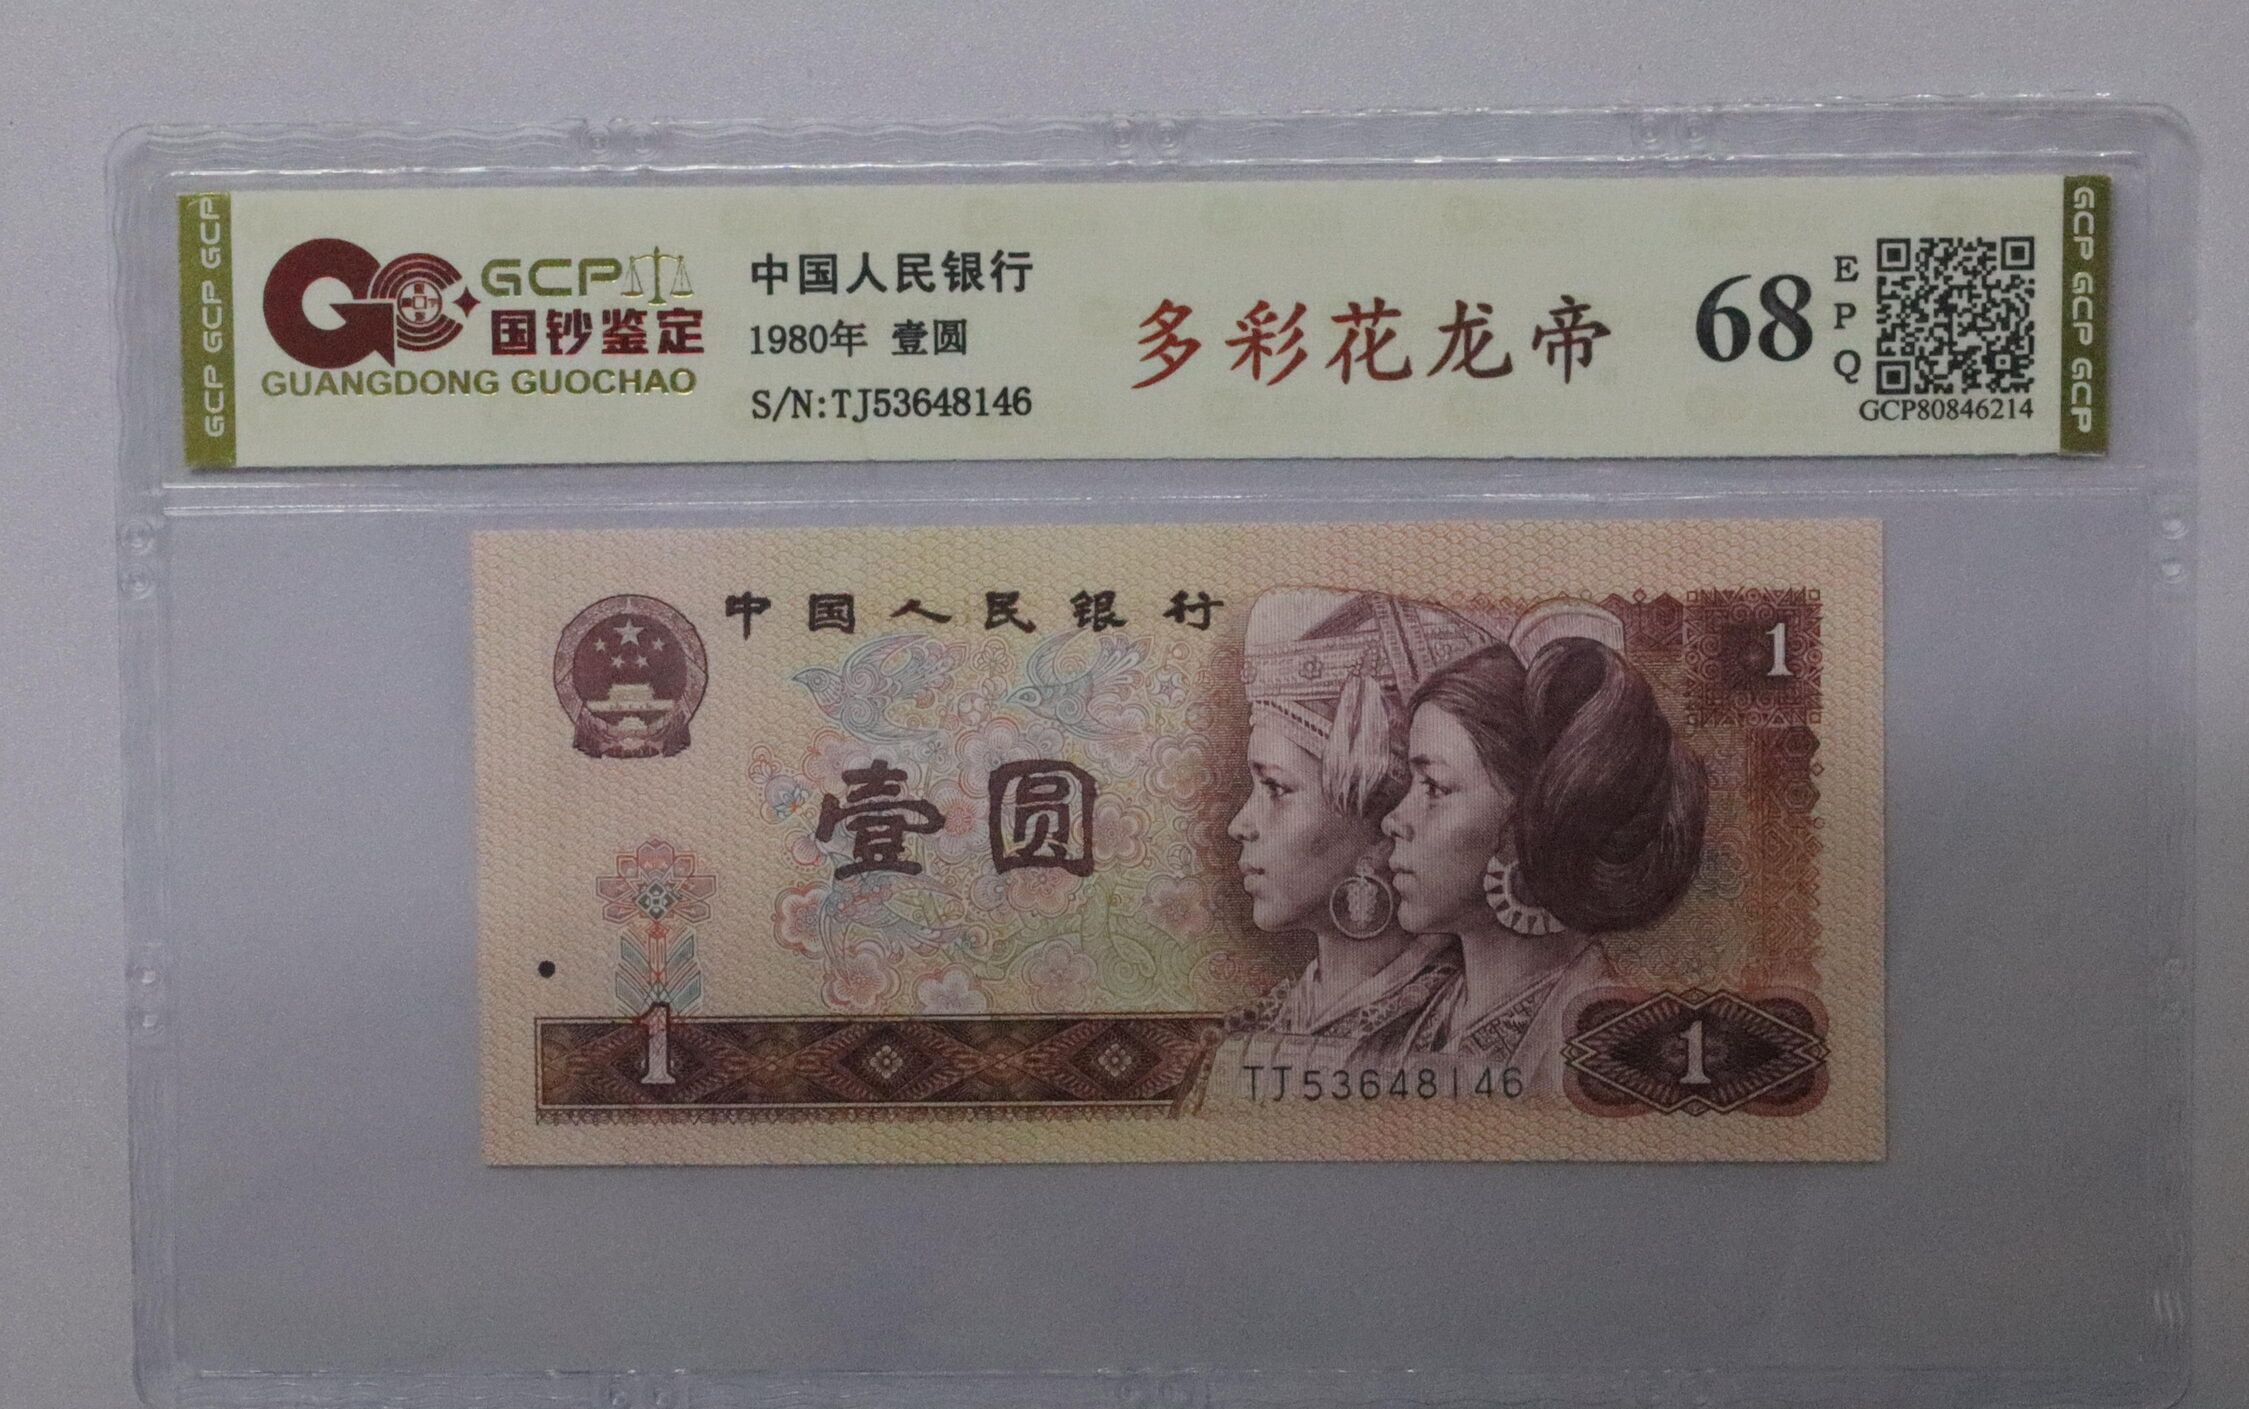 GCP GCP GCP
GCP
国钞鉴定
GUANGDONG GUOCHAO
中国人民银行
1980年 壹圆
S/N:TJ53648146
多彩花龙帝
68
EPQ
GCP80846214
GCP GCP GCP
中国人民银行
1
壹圆
1
TJ53648146
1